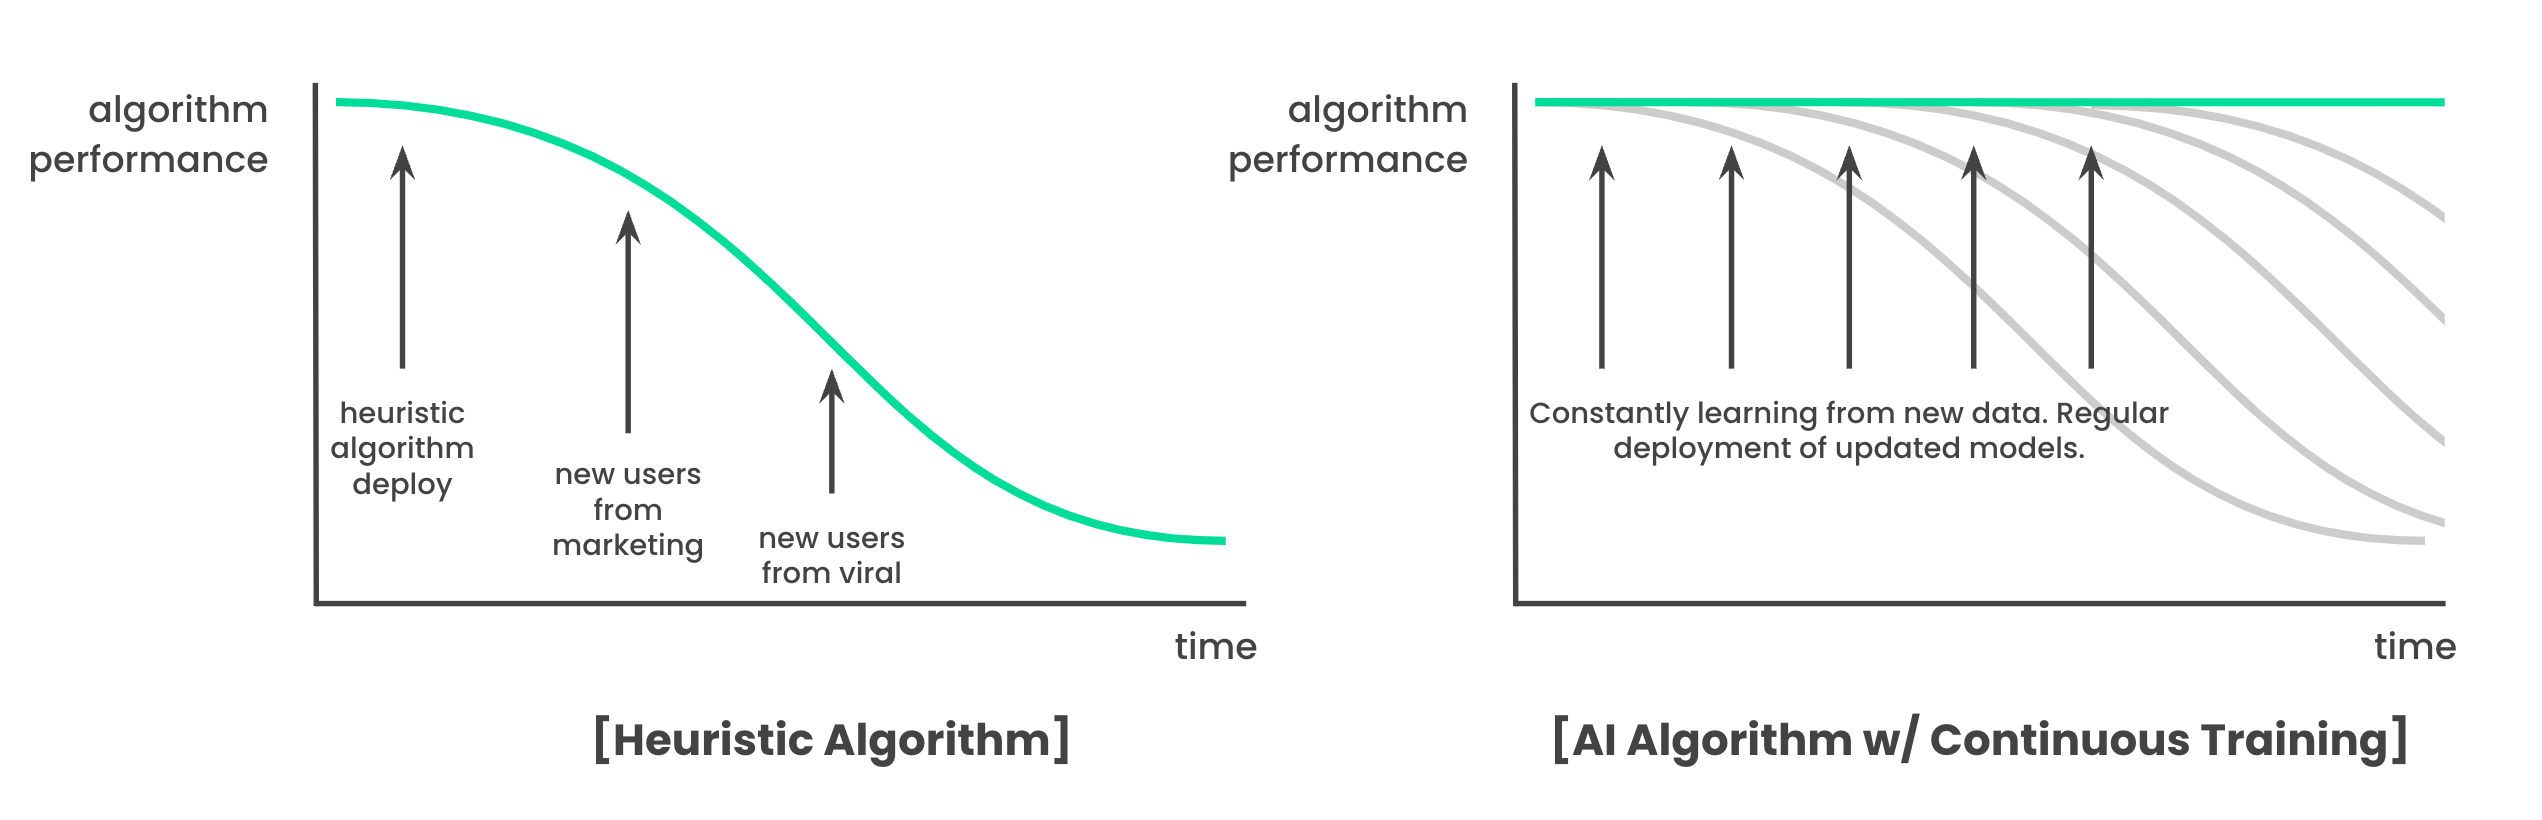 algorithm
performance
heuristic
algorithm
deploy
new users
from
marketing
new users
from viral
time
[Heuristic Algorithm]
algorithm
performance
Constantly learning from new data. Regular
deployment of updated models.
time
[AI Algorithm w/ Continuous Training]